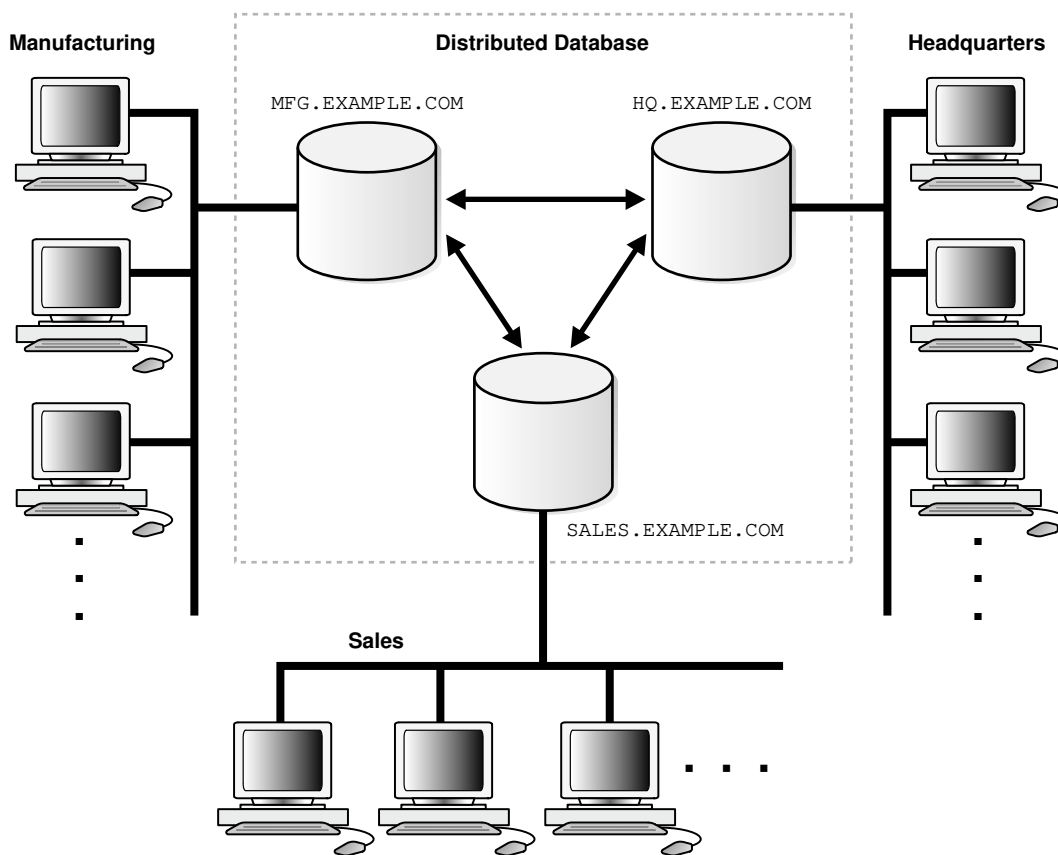 Manufacturing
Distributed Database
Headquarters
MFG.EXAMPLE.COM
HQ.EXAMPLE.COM
SALES.EXAMPLE.COM
Sales